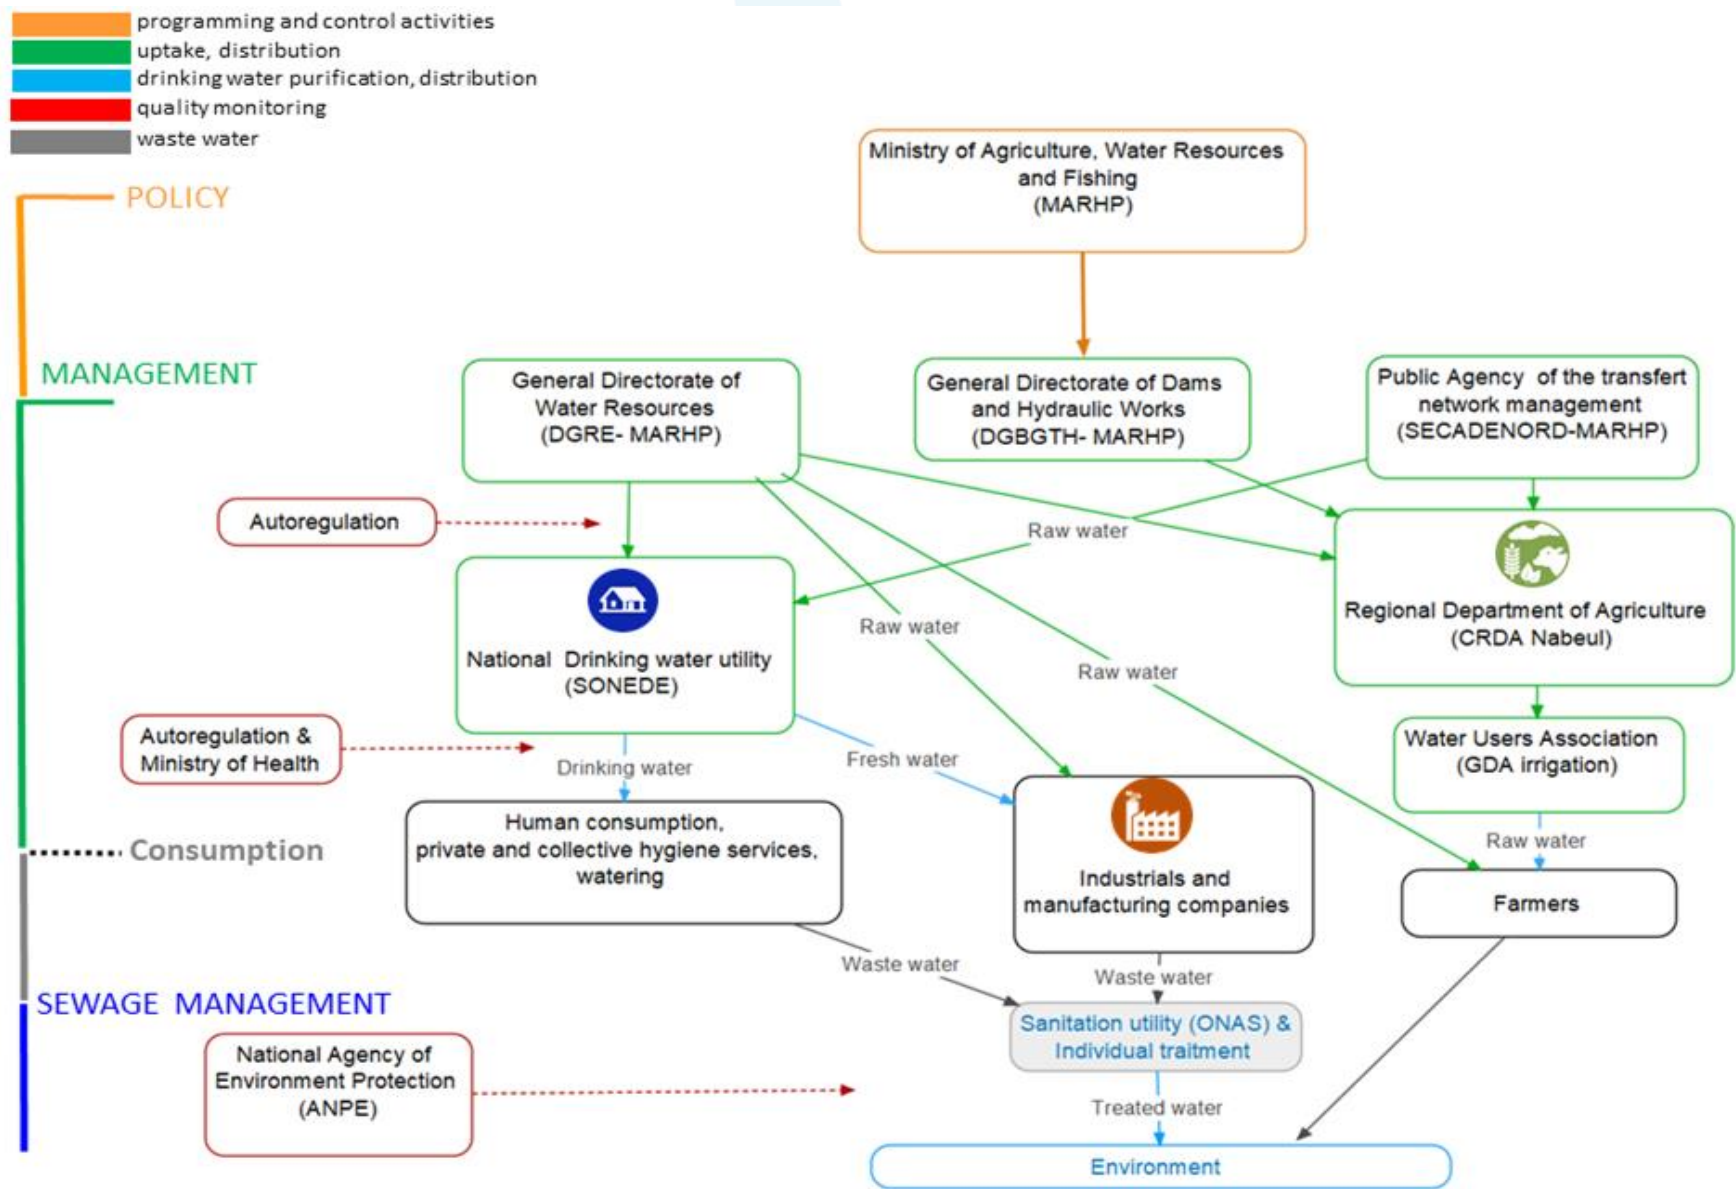 programming and control activities
uptake, distribution
drinking water purification, distribution
quality monitoring
waste water
POLICY
Ministry of Agriculture, Water Resources
and Fishing
(MARHP)
MANAGEMENT
General Directorate of
Water Resources
(DGRE- MARHP)
General Directorate of Dams
and Hydraulic Works
(DGBGTH- MARHP)
Public Agency of the transfert
network management
(SECADENORD-MARHP)
Autoregulation
Raw water
National Drinking water utility
(SONEDE)
Raw water
Raw water
Regional Department of Agriculture
(CRDA Nabeul)
Autoregulation &
Ministry of Health
Drinking water
Fresh water
Water Users Association
(GDA irrigation)
Raw water
Consumption
Human consumption,
private and collective hygiene services,
watering
Industrials and
manufacturing companies
Farmers
Waste water
Waste water
SEWAGE MANAGEMENT
Sanitation utility (ONAS) &
Individual traitment
National Agency of
Environment Protection
(ANPE)
Treated water
Environment